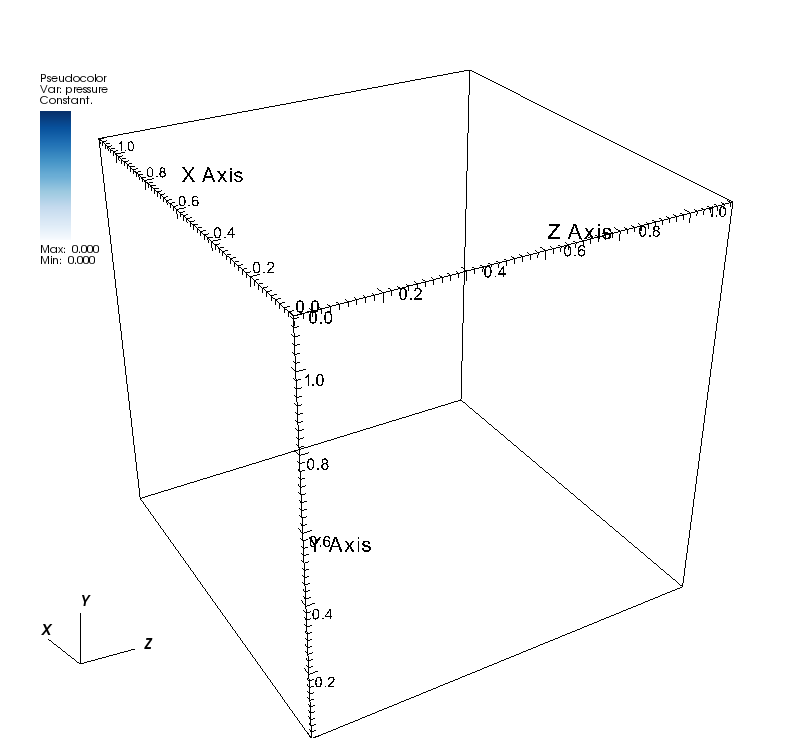 Pseudocolor
Var: pressure
Constant.
Max: 0.000
Min: 0.000
1.0
0.8
X Axis
0.6
0.4
0.2
0.0
0.0
0.2
0.4
0.6
Z Axis
0.8
1.0
1.0
0.8
0.6
Y Axis
0.4
0.2
Y
X
Z